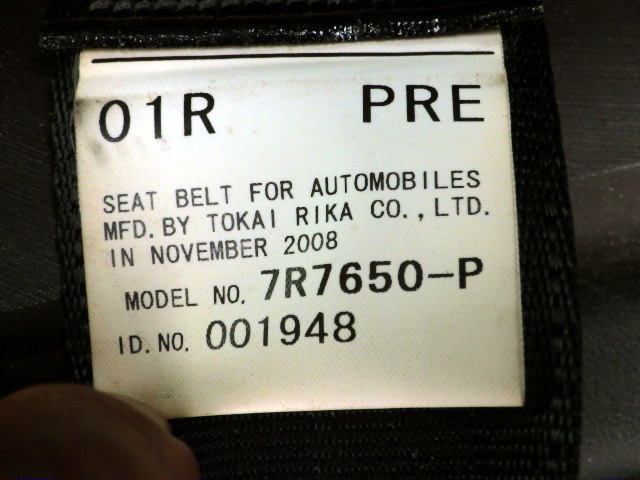 01R PRE
SEAT BELT FOR AUTOMOBILES
MFD. BY TOKAI RIKA CO., LTD.
IN NOVEMBER 2008
MODEL NO. 7R7650-P
ID. NO. 001948